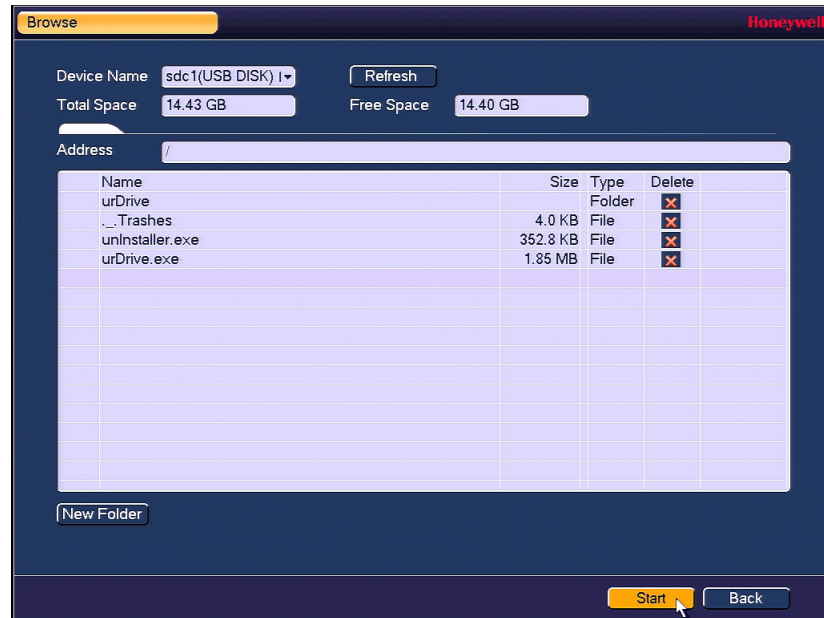 Browse Honeywell
Device Name sdc1(USB DISK) Refresh
Total Space 14.43 GB Free Space 14.40 GB
Address /
Name Size Type Delete
urDrive Folder
._.Trashes 4.0 KB File
unInstaller.exe 352.8 KB File
urDrive.exe 1.85 MB File
New Folder
Start Back